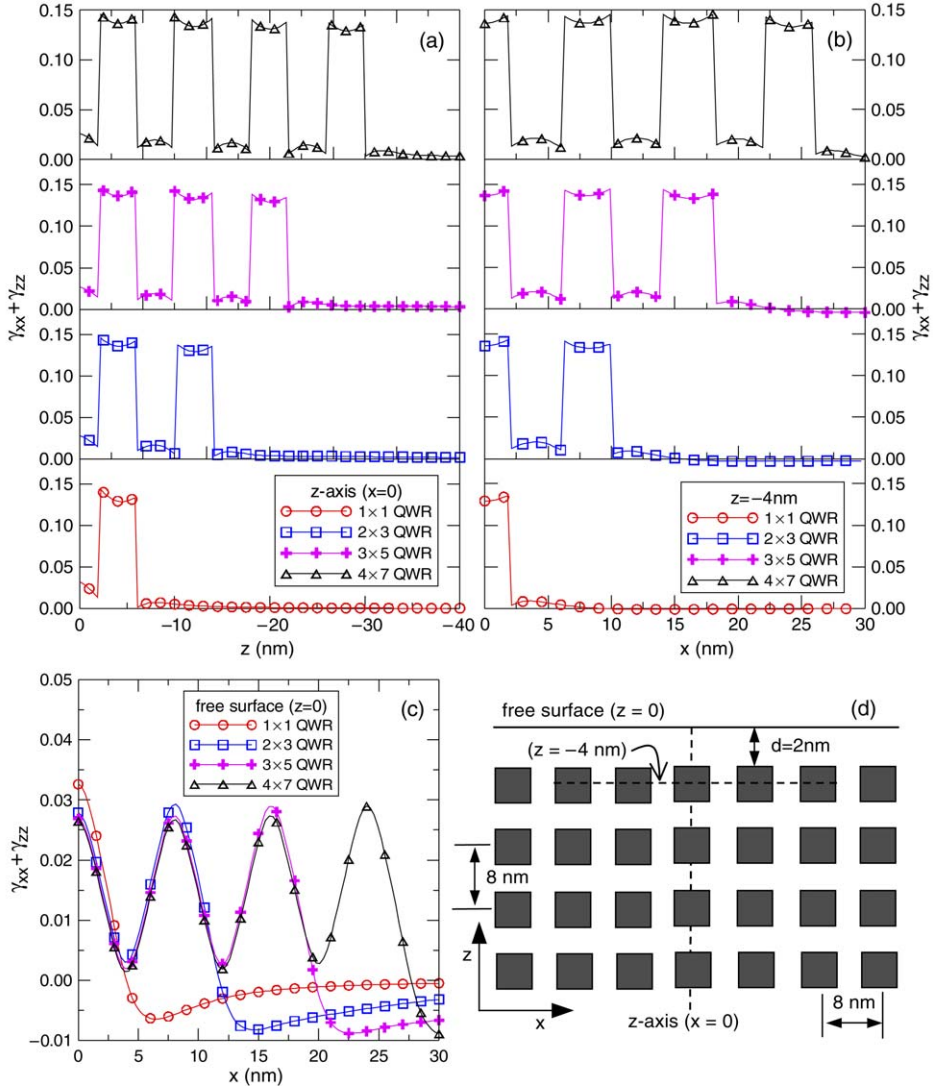 0.15
0.10
0.05
0.00
0.15
0.10
0.05
0.00
0.15
0.10
0.05
0.00
0.15
0.10
0.05
0.00
γxx+γzz
γxx+γzz
(a)
z-axis (x=0)
1×1 QWR
2×3 QWR
3×5 QWR
4×7 QWR
0 -10 -20 -30 -40
z (nm)
(b)
z=-4nm
1×1 QWR
2×3 QWR
3×5 QWR
4×7 QWR
0 5 10 15 20 25 30
x (nm)
0.15
0.10
0.05
0.00
0.15
0.10
0.05
0.00
0.15
0.10
0.05
0.00
0.15
0.10
0.05
0.00
γxx+γzz
γxx+γzz
0.05
0.04
0.03
0.02
0.01
0.00
-0.01
γxx+γzz
(c)
free surface (z=0)
1×1 QWR
2×3 QWR
3×5 QWR
4×7 QWR
0 5 10 15 20 25 30
x (nm)
(d)
free surface (z = 0)
(z = -4 nm)
d=2nm
8 nm
z
x
z-axis (x = 0)
8 nm